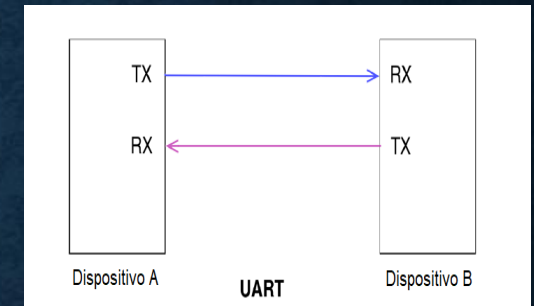 TX
RX
RX
TX
Dispositivo A
UART
Dispositivo B